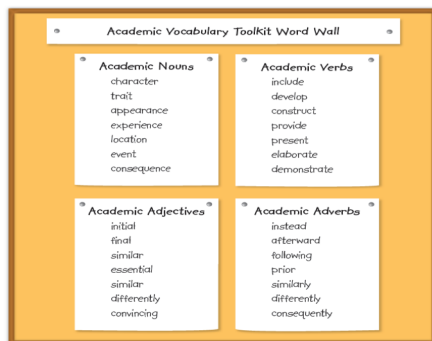 Academic Vocabulary Toolkit Word Wall
Academic Nouns
character
trait
appearance
experience
location
event
consequence
Academic Verbs
include
develop
construct
provide
present
elaborate
demonstrate
Academic Adjectives
initial
final
similar
essential
similar
differently
convincing
Academic Adverbs
instead
afterward
following
prior
similarly
differently
consequently